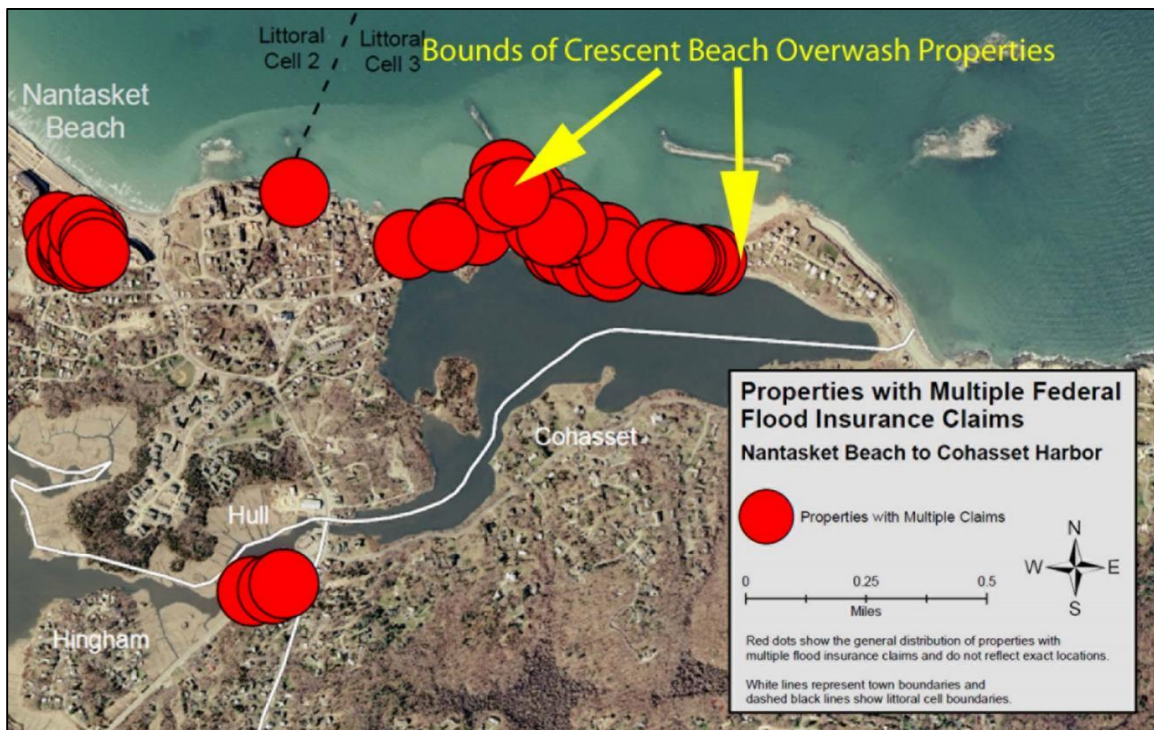 Littoral
Cell 2
Littoral
Cell 3
Bounds of Crescent Beach Overwash Properties
Nantasket
Beach
Cohasset
Hull
Hingham
Properties with Multiple Federal
Flood Insurance Claims
Nantasket Beach to Cohasset Harbor
Properties with Multiple Claims
N
W E
S
0 0.25 0.5
Miles
Red dots show the general distribution of properties with
multiple flood insurance claims and do not reflect exact locations.
White lines represent town boundaries and
dashed black lines show littoral cell boundaries.